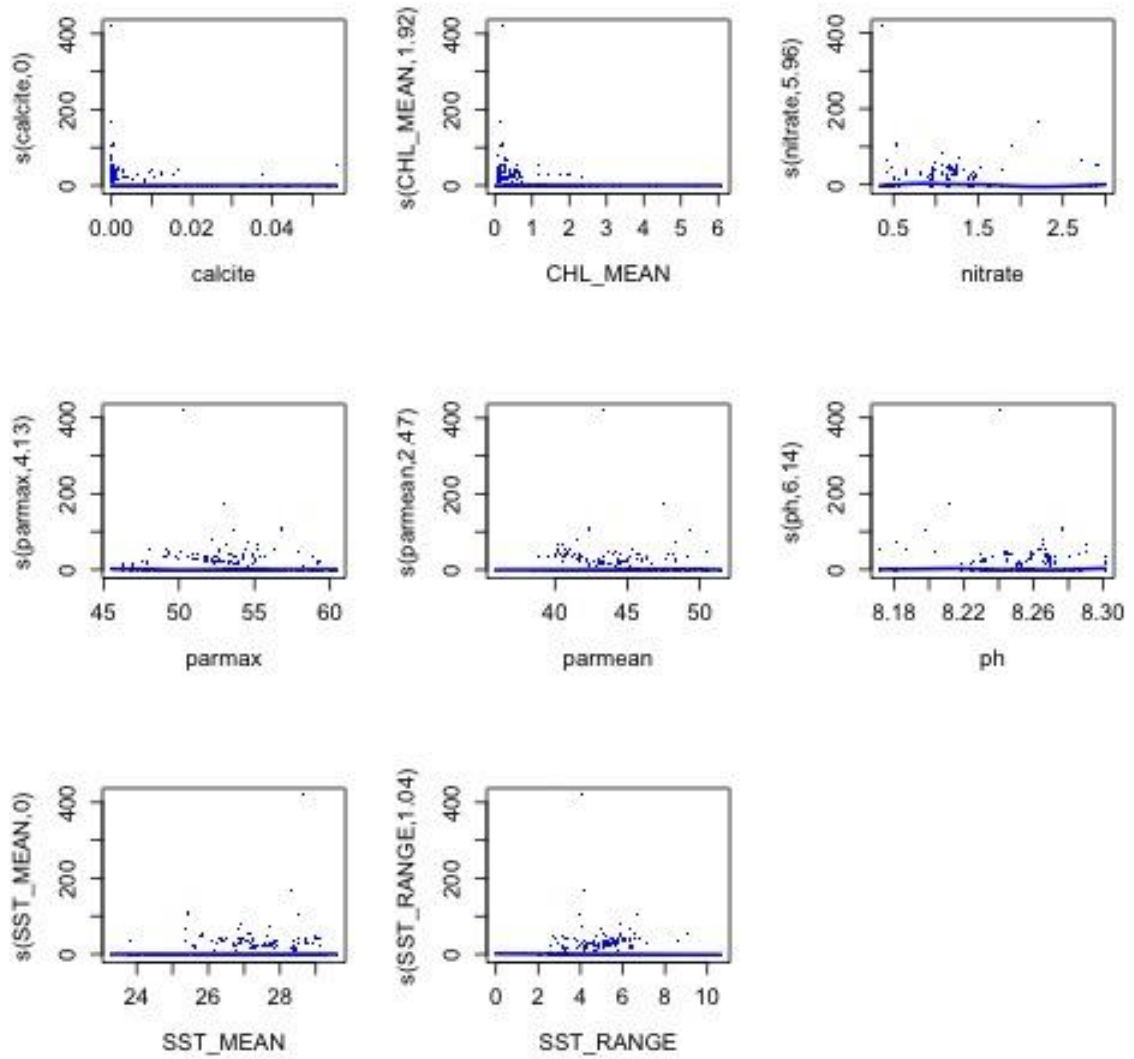 s(calcite,0)
400
200
0
0.00 0.02 0.04
calcite
s(CHL_MEAN,1.92)
400
200
0
0 1 2 3 4 5 6
CHL_MEAN
s(nitrate,5.96)
400
200
0
0.5 1.5 2.5
nitrate
s(parmax,4.13)
400
200
0
45 50 55 60
parmax
s(parmean,2.47)
400
200
0
40 45 50
parmean
s(ph,6.14)
400
200
0
8.18 8.22 8.26 8.30
ph
s(SST_MEAN,0)
400
200
0
24 26 28
SST_MEAN
s(SST_RANGE,1.04)
400
200
0
0 2 4 6 8 10
SST_RANGE